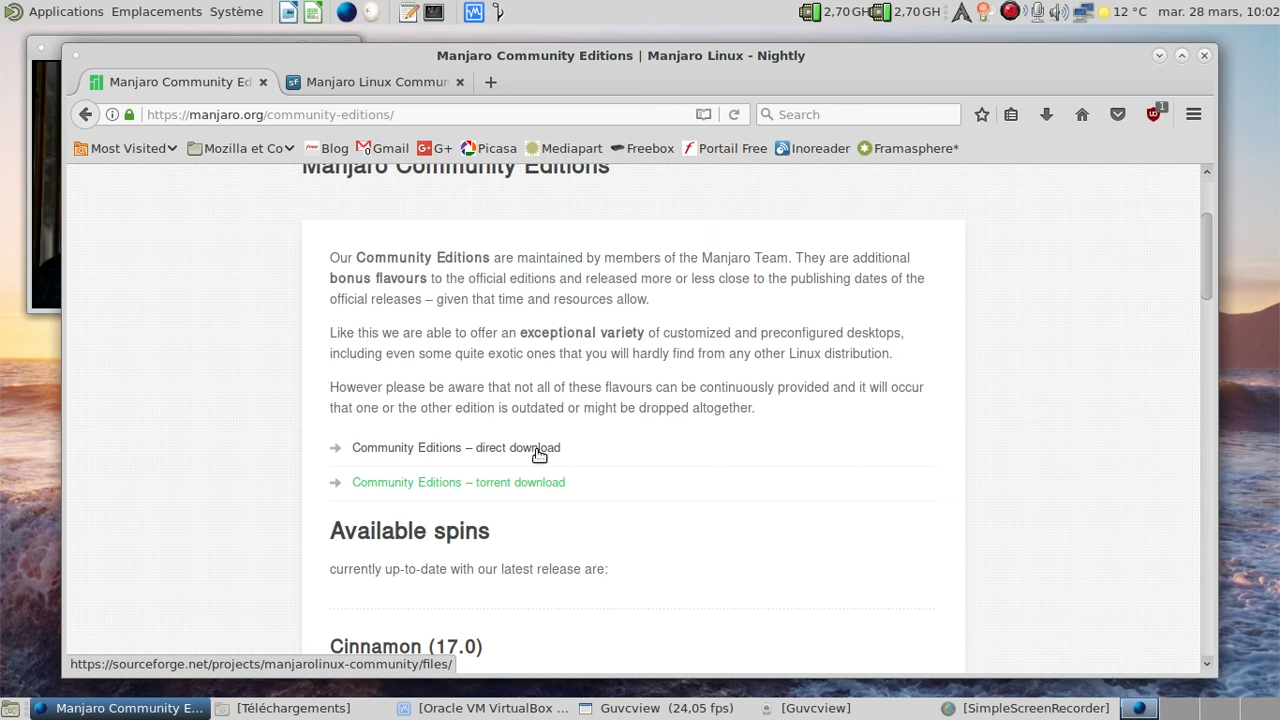 Applications Emplacements Système 2,70 GH 2,70 GH 12 °C mar. 28 mars, 10:02
Manjaro Community Editions | Manjaro Linux - Nightly
Manjaro Community Ed Manjaro Linux Commun
https://manjaro.org/community-editions/ Search 1
Most Visited Mozilla et Co Blog Gmail G+ Picasa Mediapart Freebox Portail Free Inoreader Framasphère*
Manjaro Community Editions
Our Community Editions are maintained by members of the Manjaro Team. They are additional
bonus flavours to the official editions and released more or less close to the publishing dates of the
official releases – given that time and resources allow.
Like this we are able to offer an exceptional variety of customized and preconfigured desktops,
including even some quite exotic ones that you will hardly find from any other Linux distribution.
However please be aware that not all of these flavours can be continuously provided and it will occur
that one or the other edition is outdated or might be dropped altogether.
Community Editions – direct download
Community Editions – torrent download
Available spins
currently up-to-date with our latest release are:
Cinnamon (17.0)
https://sourceforge.net/projects/manjarolinux-community/files/
Manjaro Community E... [Téléchargements] [Oracle VM VirtualBox ... Guvcview (24,05 fps) [Guvcview] [SimpleScreenRecorder]